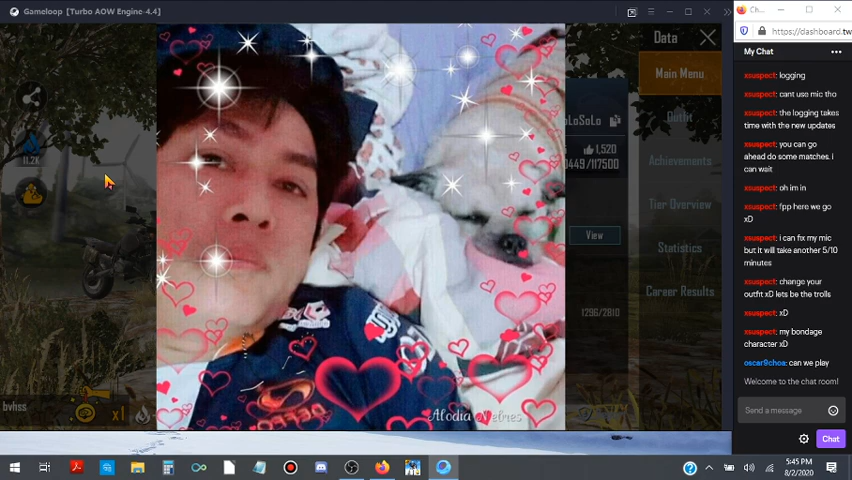 Gameloop [Turbo AOW Engine-4.4]
Data
Main Menu
Outfit
Achievements
Tier Overview
Statistics
Career Results
LoSoLo
1,520
0449/117500
View
1296/2810
11.2K
bvhss
x1
Alodia
Ch...
https://dashboard.tw
My Chat
xsuspect: logging
xsuspect: cant use mic tho
xsuspect: the logging takes
time with the new updates
xsuspect: you can go
ahead do some matches. i
can wait
xsuspect: oh im in
xsuspect: fpp here we go
xD
xsuspect: i can fix my mic
but it will take another 5/10
minutes
xsuspect: change your
outfit xD lets be the trolls
xsuspect: xD
xsuspect: my bondage
character xD
oscar9choa: can we play
Welcome to the chat room!
Send a message
Chat
5:45 PM
8/2/2020